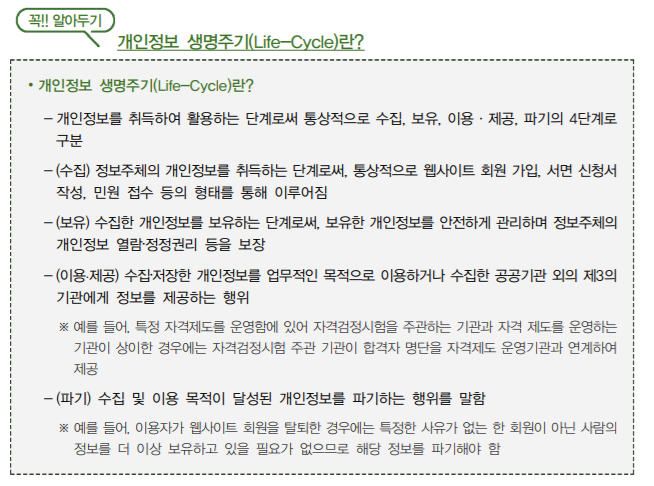 꼭!! 알아두기
개인정보 생명주기(Life-Cycle)란?
• 개인정보 생명주기(Life-Cycle)란?
– 개인정보를 취득하여 활용하는 단계로써 통상적으로 수집, 보유, 이용 · 제공, 파기의 4단계로
구분
– (수집) 정보주체의 개인정보를 취득하는 단계로써, 통상적으로 웹사이트 회원 가입, 서면 신청서
작성, 민원 접수 등의 형태를 통해 이루어짐
– (보유) 수집한 개인정보를 보유하는 단계로써, 보유한 개인정보를 안전하게 관리하며 정보주체의
개인정보 열람·정정권리 등을 보장
– (이용·제공) 수집·저장한 개인정보를 업무적인 목적으로 이용하거나 수집한 공공기관 외의 제3의
기관에게 정보를 제공하는 행위
※ 예를 들어, 특정 자격제도를 운영함에 있어 자격검정시험을 주관하는 기관과 자격 제도를 운영하는
기관이 상이한 경우에는 자격검정시험 주관 기관이 합격자 명단을 자격제도 운영기관과 연계하여
제공
– (파기) 수집 및 이용 목적이 달성된 개인정보를 파기하는 행위를 말함
※ 예를 들어, 이용자가 웹사이트 회원을 탈퇴한 경우에는 특정한 사유가 없는 한 회원이 아닌 사람의
정보를 더 이상 보유하고 있을 필요가 없으므로 해당 정보를 파기해야 함